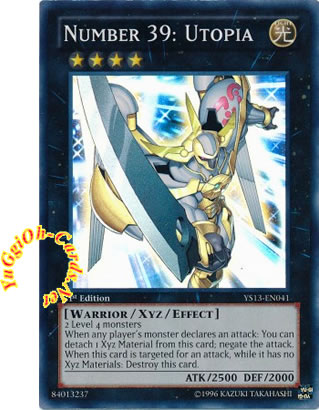 NUMBER 39: UTOPIA
光
YuGgiOh-Cards.Net
1st Edition
YS13-EN041
[WARRIOR / XYZ / EFFECT]
2 Level 4 monsters
When any player's monster declares an attack: You can
detach 1 Xyz Material from this card; negate the attack.
When this card is targeted for an attack, while it has no
Xyz Materials: Destroy this card.
ATK/2500 DEF/2000
84013237
©1996 KAZUKI TAKAHASHI